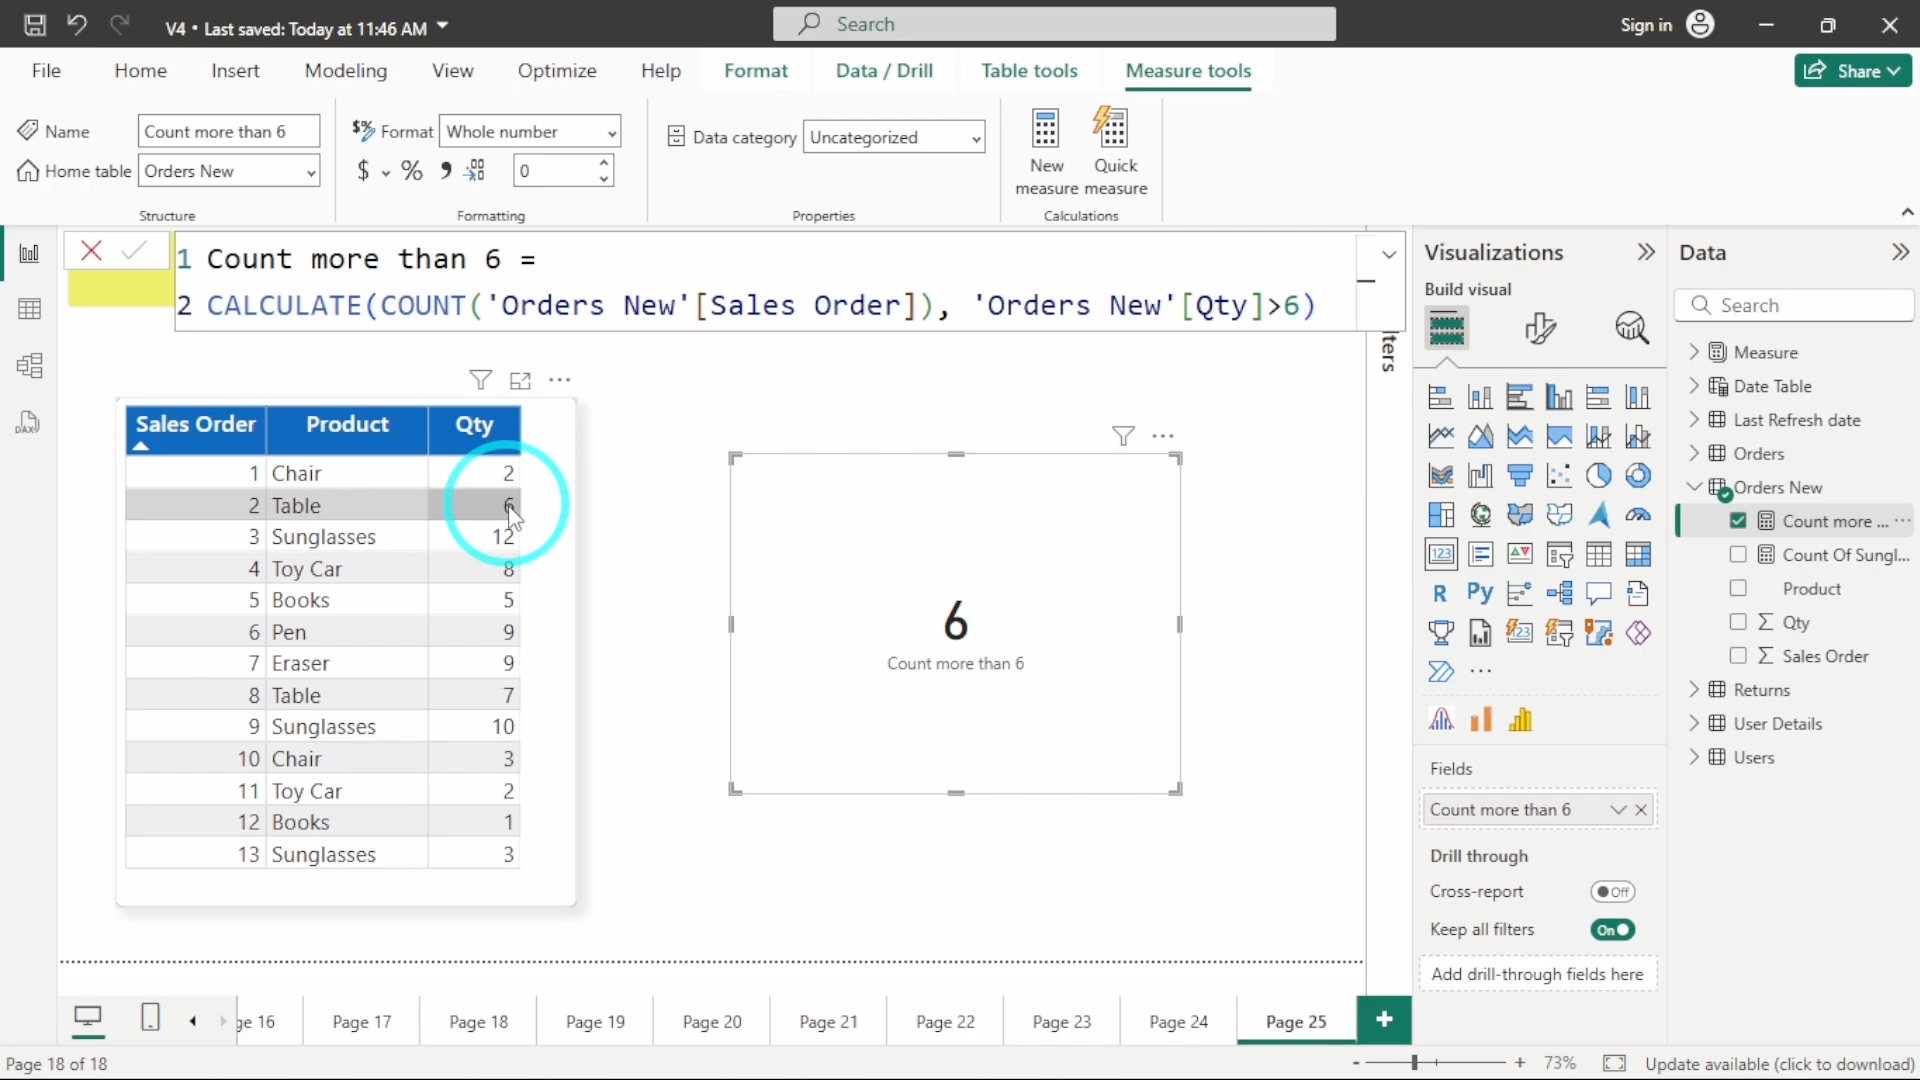 V4 • Last saved: Today at 11:46 AM
Search
Sign in
File Home Insert Modeling View Optimize Help Format Data / Drill Table tools Measure tools
Share
Name Count more than 6
Home table Orders New
Structure
$% Format Whole number
$ % 0
Formatting
Data category Uncategorized
Properties
New measure
Quick measure
Calculations
1 Count more than 6 =
2 CALCULATE(COUNT('Orders New'[Sales Order]), 'Orders New'[Qty]>6)
Sales Order Product Qty
1 Chair 2
2 Table 6
3 Sunglasses 12
4 Toy Car 8
5 Books 5
6 Pen 9
7 Eraser 9
8 Table 7
9 Sunglasses 10
10 Chair 3
11 Toy Car 2
12 Books 1
13 Sunglasses 3
6
Count more than 6
lters
Visualizations
Build visual
123
R Py
123
Fields
Count more than 6
Drill through
Cross-report Off
Keep all filters On
Add drill-through fields here
Data
Search
Measure
Date Table
Last Refresh date
Orders
Orders New
Count more ...
Count Of Sungl...
Product
Qty
Sales Order
Returns
User Details
Users
DAX
ge 16 Page 17 Page 18 Page 19 Page 20 Page 21 Page 22 Page 23 Page 24 Page 25
Page 18 of 18
73%
Update available (click to download)